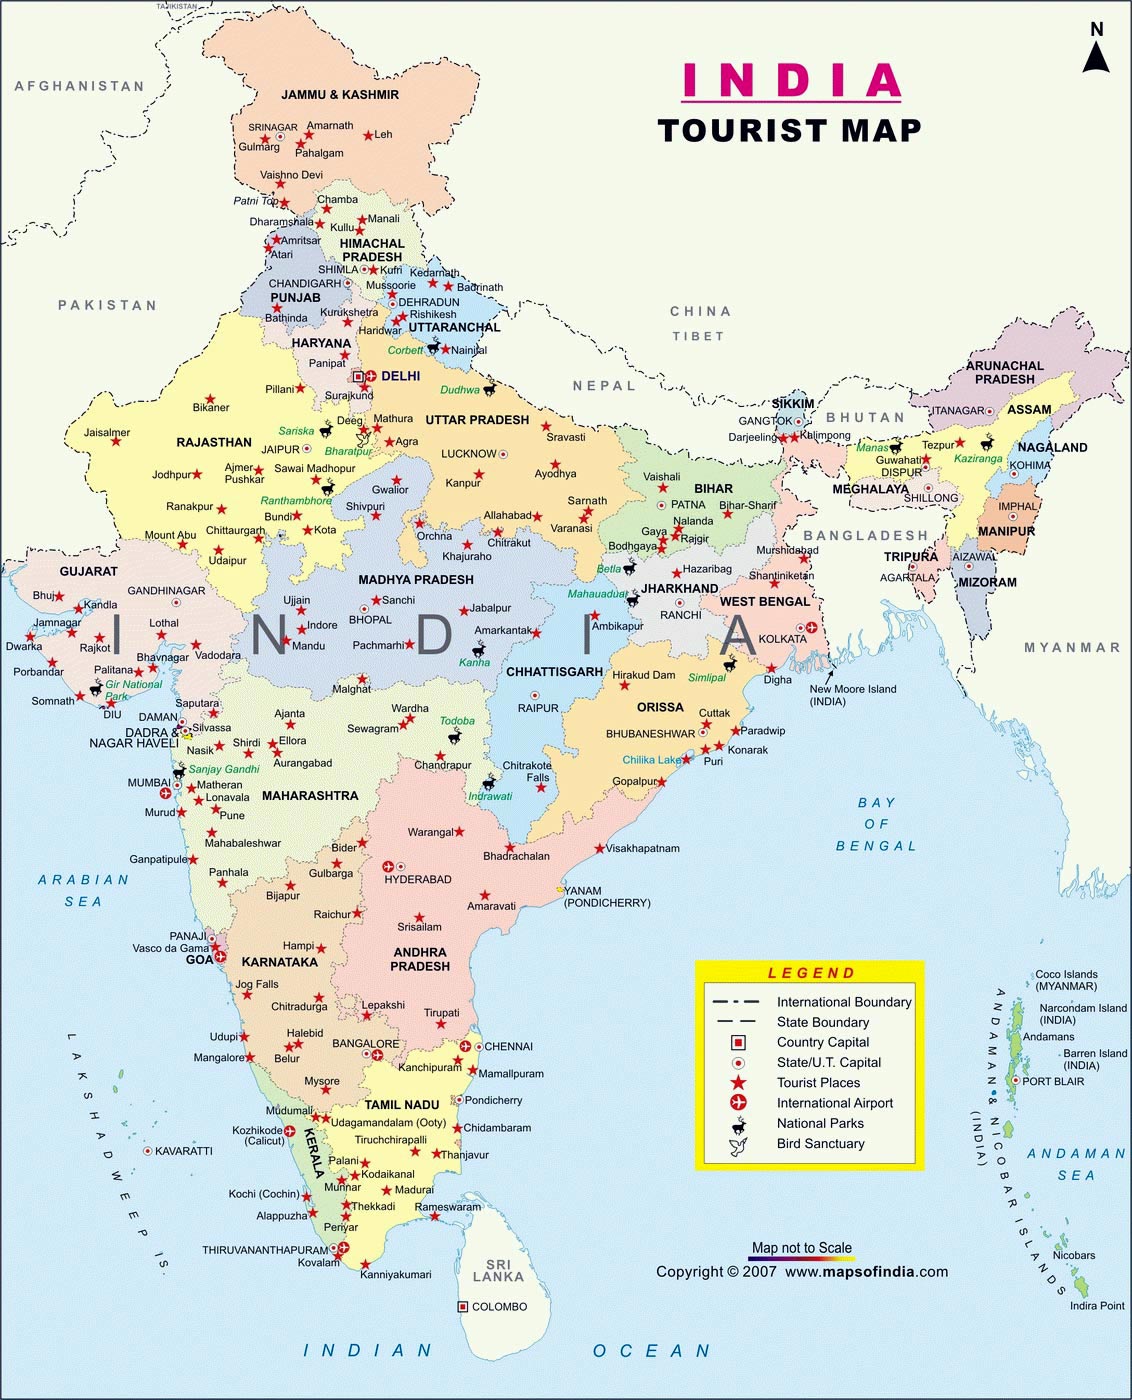 TAJIKISTAN
AFGHANISTAN
N
INDIA
TOURIST MAP
JAMMU & KASHMIR
SRINAGAR
Amarnath
Leh
Gulmarg
Pahalgam
Vaishno Devi
Patni Top
Chamba
Dharamshala
Manali
Kullu
Amritsar
Atari
HIMACHAL
PRADESH
SHIMLA
Kufri
Kedarnath
CHANDIGARH
Mussoorie
Badrinath
PUNJAB
DEHRADUN
Bathinda
Kurukshetra
Rishikesh
Haridwar
UTTARANCHAL
PAKISTAN
CHINA
TIBET
HARYANA
Corbett
Nainital
Panipat
DELHI
Pillani
Surajkund
Dudhwa
NEPAL
ARUNACHAL
PRADESH
Bikaner
SIKKIM
GANGTOK
BHUTAN
ITANAGAR
ASSAM
Jaisalmer
RAJASTHAN
Sariska
Deeg
Mathura
UTTAR PRADESH
Sravasti
Darjeeling
Kalimpong
Manas
Tezpur
NAGALAND
JAIPUR
Bharatpur
Agra
LUCKNOW
Guwahati
Kaziranga
DISPUR
KOHIMA
Jodhpur
Ajmer
Pushkar
Sawai Madhopur
Gwalior
Kanpur
Ayodhya
Vaishali
BIHAR
MEGHALAYA
SHILLONG
Ranthambhore
Ranakpur
Bundi
Shivpuri
Sarnath
PATNA
Bihar-Sharif
IMPHAL
MANIPUR
Mount Abu
Chittaurgarh
Kota
Orchna
Allahabad
Varanasi
Nalanda
Gaya
Rajgir
BANGLADESH
Udaipur
Khajuraho
Chitrakut
Bodhgaya
Murshidabad
TRIPURA
AIZAWAL
GUJARAT
MADHYA PRADESH
Betla
Hazaribag
Shantiniketan
AGARTALA
MIZORAM
Bhuj
Kandla
GANDHINAGAR
Ujjain
Sanchi
Mahauaduar
JHARKHAND
WEST BENGAL
Jamnagar
Lothal
Indore
BHOPAL
Jabalpur
Ambikapur
RANCHI
KOLKATA
INDIA
Dwarka
Rajkot
Vadodara
Mandu
Pachmarhi
Amarkantak
MYANMAR
Porbandar
Bhavnagar
Palitana
Kanha
CHHATTISGARH
Hirakud Dam
Simlipal
Digha
Gir National
Park
New Moore Island
(INDIA)
Somnath
DIU
Malghat
DAMAN
Saputara
Silvassa
RAIPUR
ORISSA
DADRA &
NAGAR HAVELI
Ajanta
Wardha
Sewagram
Todoba
Cuttak
BHUBANESWAR
Paradwip
Nasik
Shirdi
Ellora
Aurangabad
Chandrapur
Konarak
Puri
Chilika Lake
Sanjay Gandhi
MUMBAI
Matheran
Chitrakote
Falls
Gopalpur
Indrawati
Lonavala
MAHARASHTRA
Murud
Pune
BAY
OF
BENGAL
Mahabaleshwar
Warangal
Ganpatipule
Bider
Bhadrachalan
Visakhapatnam
Panhala
Gulbarga
HYDERABAD
ARABIAN
SEA
Bijapur
Amaravati
YANAM
(PONDICHERRY)
Raichur
Srisailam
PANAJI
Vasco da Gama
GOA
Hampi
KARNATAKA
ANDHRA
PRADESH
Jog Falls
Chitradurga
Lepakshi
Tirupati
Udupi
Halebid
Belur
BANGALORE
CHENNAI
Mangalore
Kanchipuram
Mamallpuram
Mysore
TAMIL NADU
Pondicherry
Mudumali
Udagamandalam (Ooty)
Kozhikode
(Calicut)
Chidambaram
Tiruchchirapalli
KERALA
Palani
Thanjavur
KAVARATTI
LAKSHADWEEP IS.
Kodaikanal
Munnar
Madurai
Kochi (Cochin)
Alappuzha
Thekkadi
Rameswaram
Periyar
THIRUVANANTHAPURAM
Kovalam
Kanniyakumari
SRI
LANKA
COLOMBO
INDIAN OCEAN
LEGEND
International Boundary
State Boundary
Country Capital
State/U.T. Capital
Tourist Places
International Airport
National Parks
Bird Sanctuary
Map not to Scale
Copyright © 2007 www.mapsofindia.com
Coco Islands
(MYANMAR)
Narcondam Island
(INDIA)
Andamans
Barren Island
(INDIA)
PORT BLAIR
ANDAMAN & NICOBAR ISLANDS
(INDIA)
ANDAMAN
SEA
Nicobars
Indira Point